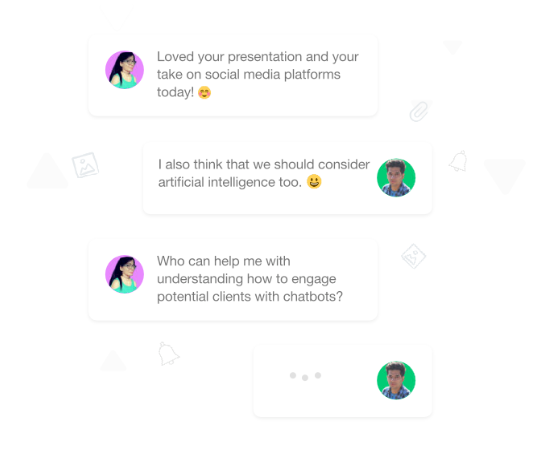 Loved your presentation and your
take on social media platforms
today! 😊
I also think that we should consider
artificial intelligence too. 😀
Who can help me with
understanding how to engage
potential clients with chatbots?